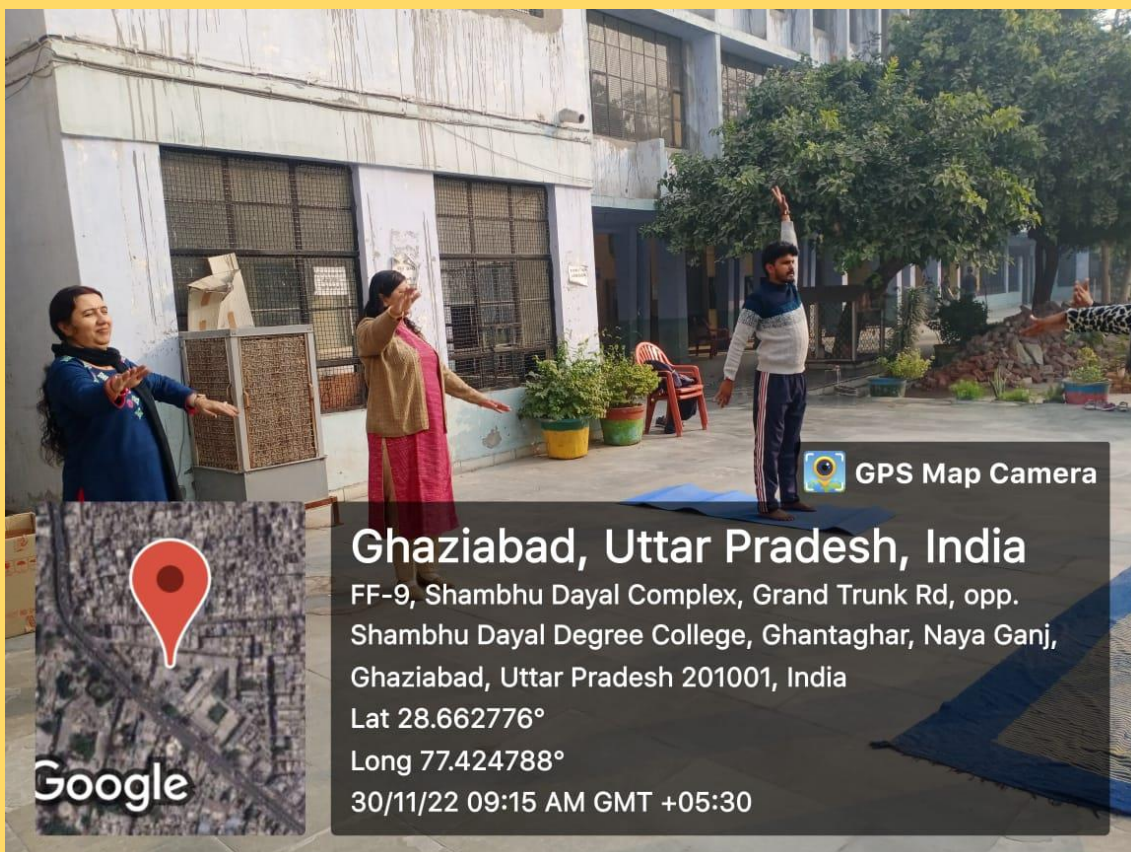 GPS Map Camera
Ghaziabad, Uttar Pradesh, India
FF-9, Shambhu Dayal Complex, Grand Trunk Rd, opp.
Shambhu Dayal Degree College, Ghantaghar, Naya Ganj,
Ghaziabad, Uttar Pradesh 201001, India
Lat 28.662776°
Long 77.424788°
30/11/22 09:15 AM GMT +05:30
Google